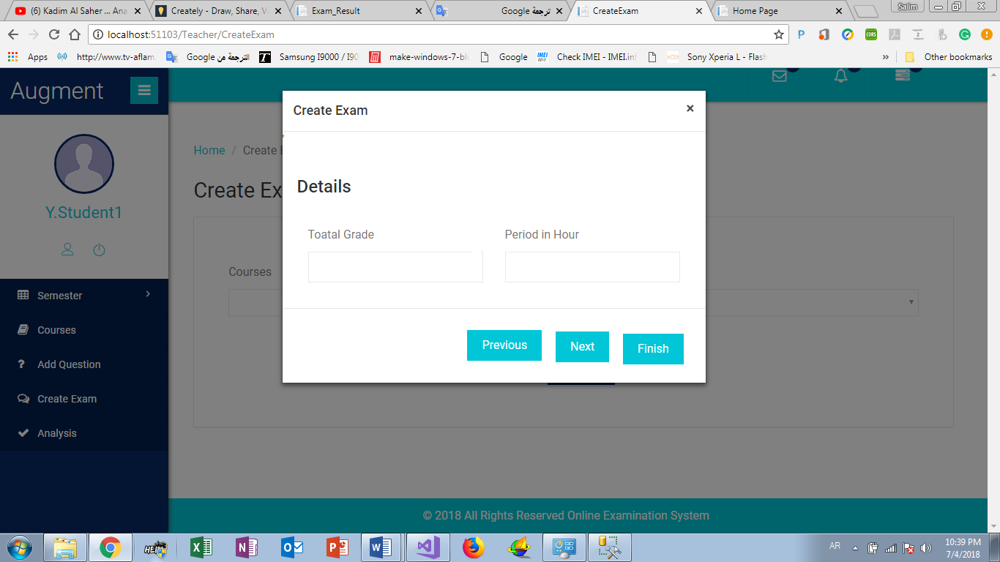 (6) Kadim Al Saher ... Ana
Creately - Draw, Share, V
Exam_Result
ترجمة Google
CreateExam
Home Page
Salim
localhost:51103/Teacher/CreateExam
Apps
http://www.tv-aflam
الترجمة من Google
Samsung I9000 / I90
make-windows-7-blu
Google
Check IMEI - IMEI.inf
Sony Xperia L - Flash
»
Other bookmarks
Augment
Create Exam
×
Y.Student1
Home / Create E
Create Ex
Details
Toatal Grade
Period in Hour
Courses
Semester
Courses
Add Question
Create Exam
Analysis
Previous
Next
Finish
© 2018 All Rights Reserved Online Examination System
AR
10:39 PM
7/4/2018